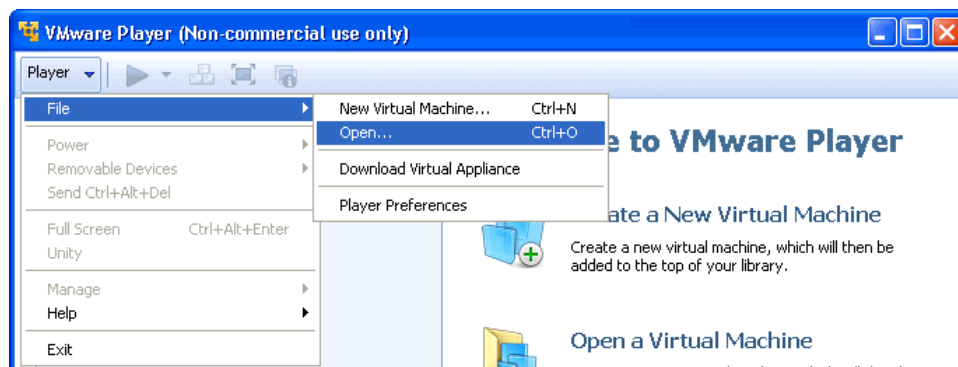 VMware Player (Non-commercial use only)
Player
File
Power
Removable Devices
Send Ctrl+Alt+Del
Full Screen Ctrl+Alt+Enter
Unity
Manage
Help
Exit
New Virtual Machine... Ctrl+N
Open... Ctrl+O
Download Virtual Appliance
Player Preferences
e to VMware Player
ate a New Virtual Machine
Create a new virtual machine, which will then be
added to the top of your library.
Open a Virtual Machine